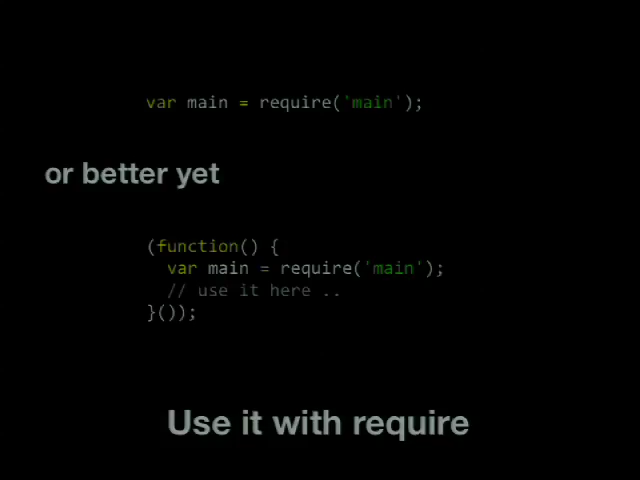 var main = require('main');
or better yet
(function() {
  var main = require('main');
  // use it here ..
}());
Use it with require